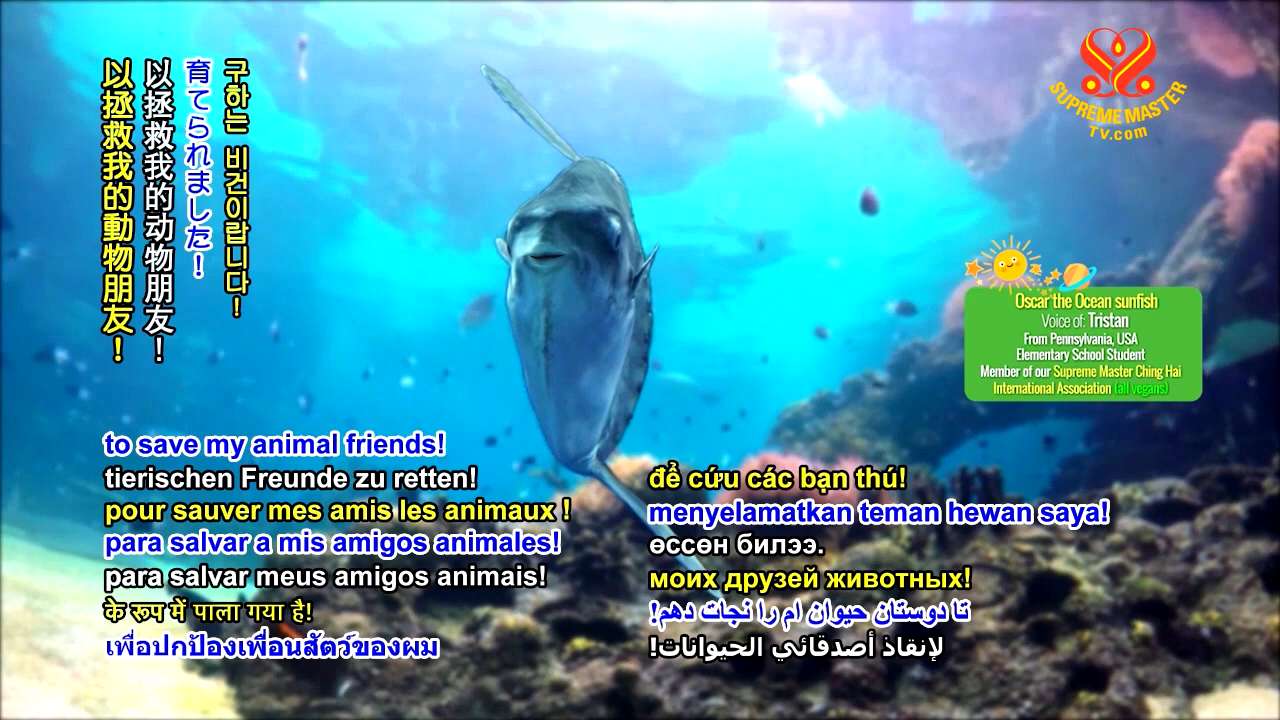 구하는 비건이랍니다!
育てられました!
以拯救我的动物朋友!
以拯救我的動物朋友!
SUPREME MASTER
TV.com
Oscar the Ocean sunfish
Voice of: Tristan
From Pennsylvania, USA
Elementary School Student
Member of our Supreme Master Ching Hai
International Association (all vegans)
to save my animal friends!
tierischen Freunde zu retten!
pour sauver mes amis les animaux !
para salvar a mis amigos animales!
para salvar meus amigos animais!
के रूप में पाला गया है!
เพื่อปกป้องเพื่อนสัตว์ของผม
để cứu các bạn thú!
menyelamatkan teman hewan saya!
өссөн билээ.
моих друзей животных!
تا دوستان حیوان ام را نجات دهم!
لإنقاذ أصدقائي الحيوانات!